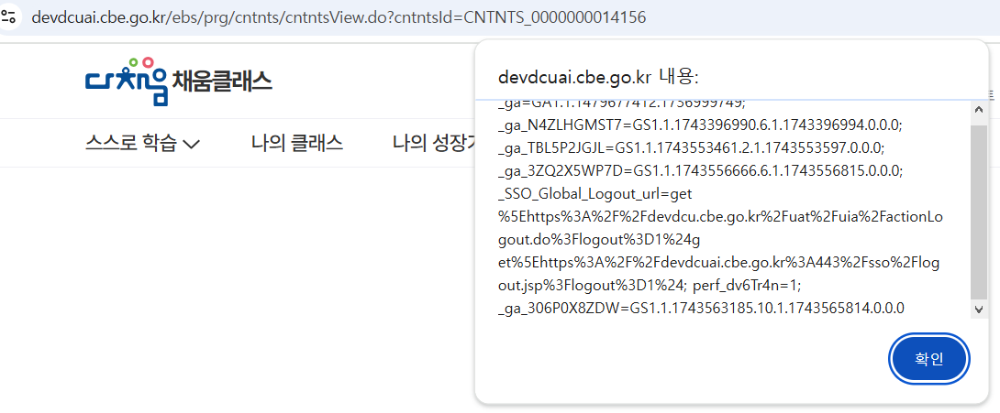 devdcuai.cbe.go.kr/ebs/prg/cntnts/cntntsView.do?cntntsId=CNTNTS_0000000014156
다채움 채움클래스
스스로 학습
나의 클래스
나의 성장
devdcuai.cbe.go.kr 내용:
_ga=GA1.1.1479677412.1736999749;
_ga_N4ZLHGMST7=GS1.1.1743396990.6.1.1743396994.0.0.0;
_ga_TBL5P2JGJL=GS1.1.1743553461.2.1.1743553597.0.0.0;
_ga_3ZQ2X5WP7D=GS1.1.1743556666.6.1.1743556815.0.0.0;
_SSO_Global_Logout_url=get
%5Ehttps%3A%2F%2Fdevdcu.cbe.go.kr%2Fuat%2Fuia%2FactionLo
gout.do%3Flogout%3D1%24g
et%5Ehttps%3A%2F%2Fdevdcuai.cbe.go.kr%3A443%2Fsso%2Flog
out.jsp%3Flogout%3D1%24; perf_dv6Tr4n=1;
_ga_306P0X8ZDW=GS1.1.1743563185.10.1.1743565814.0.0.0
확인